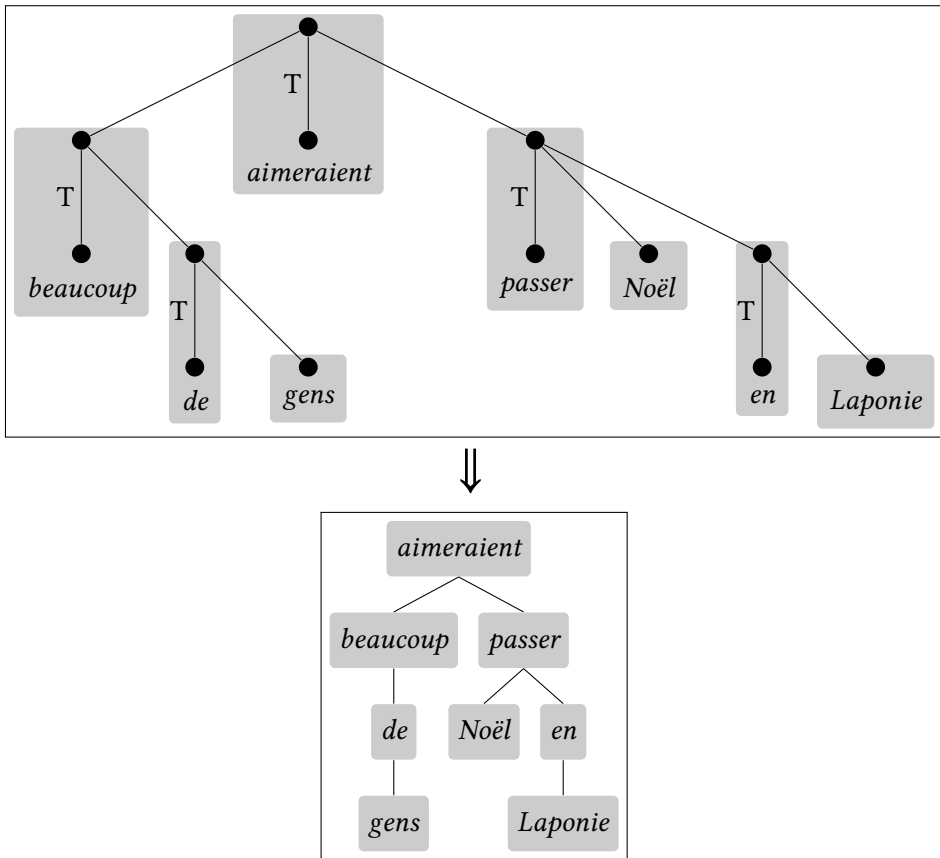 T
aimeraient
T
T
beaucoup
passer
Noël
T
T
de
gens
en
Laponie
⇓
aimeraient
beaucoup passer
de Noël en
gens Laponie